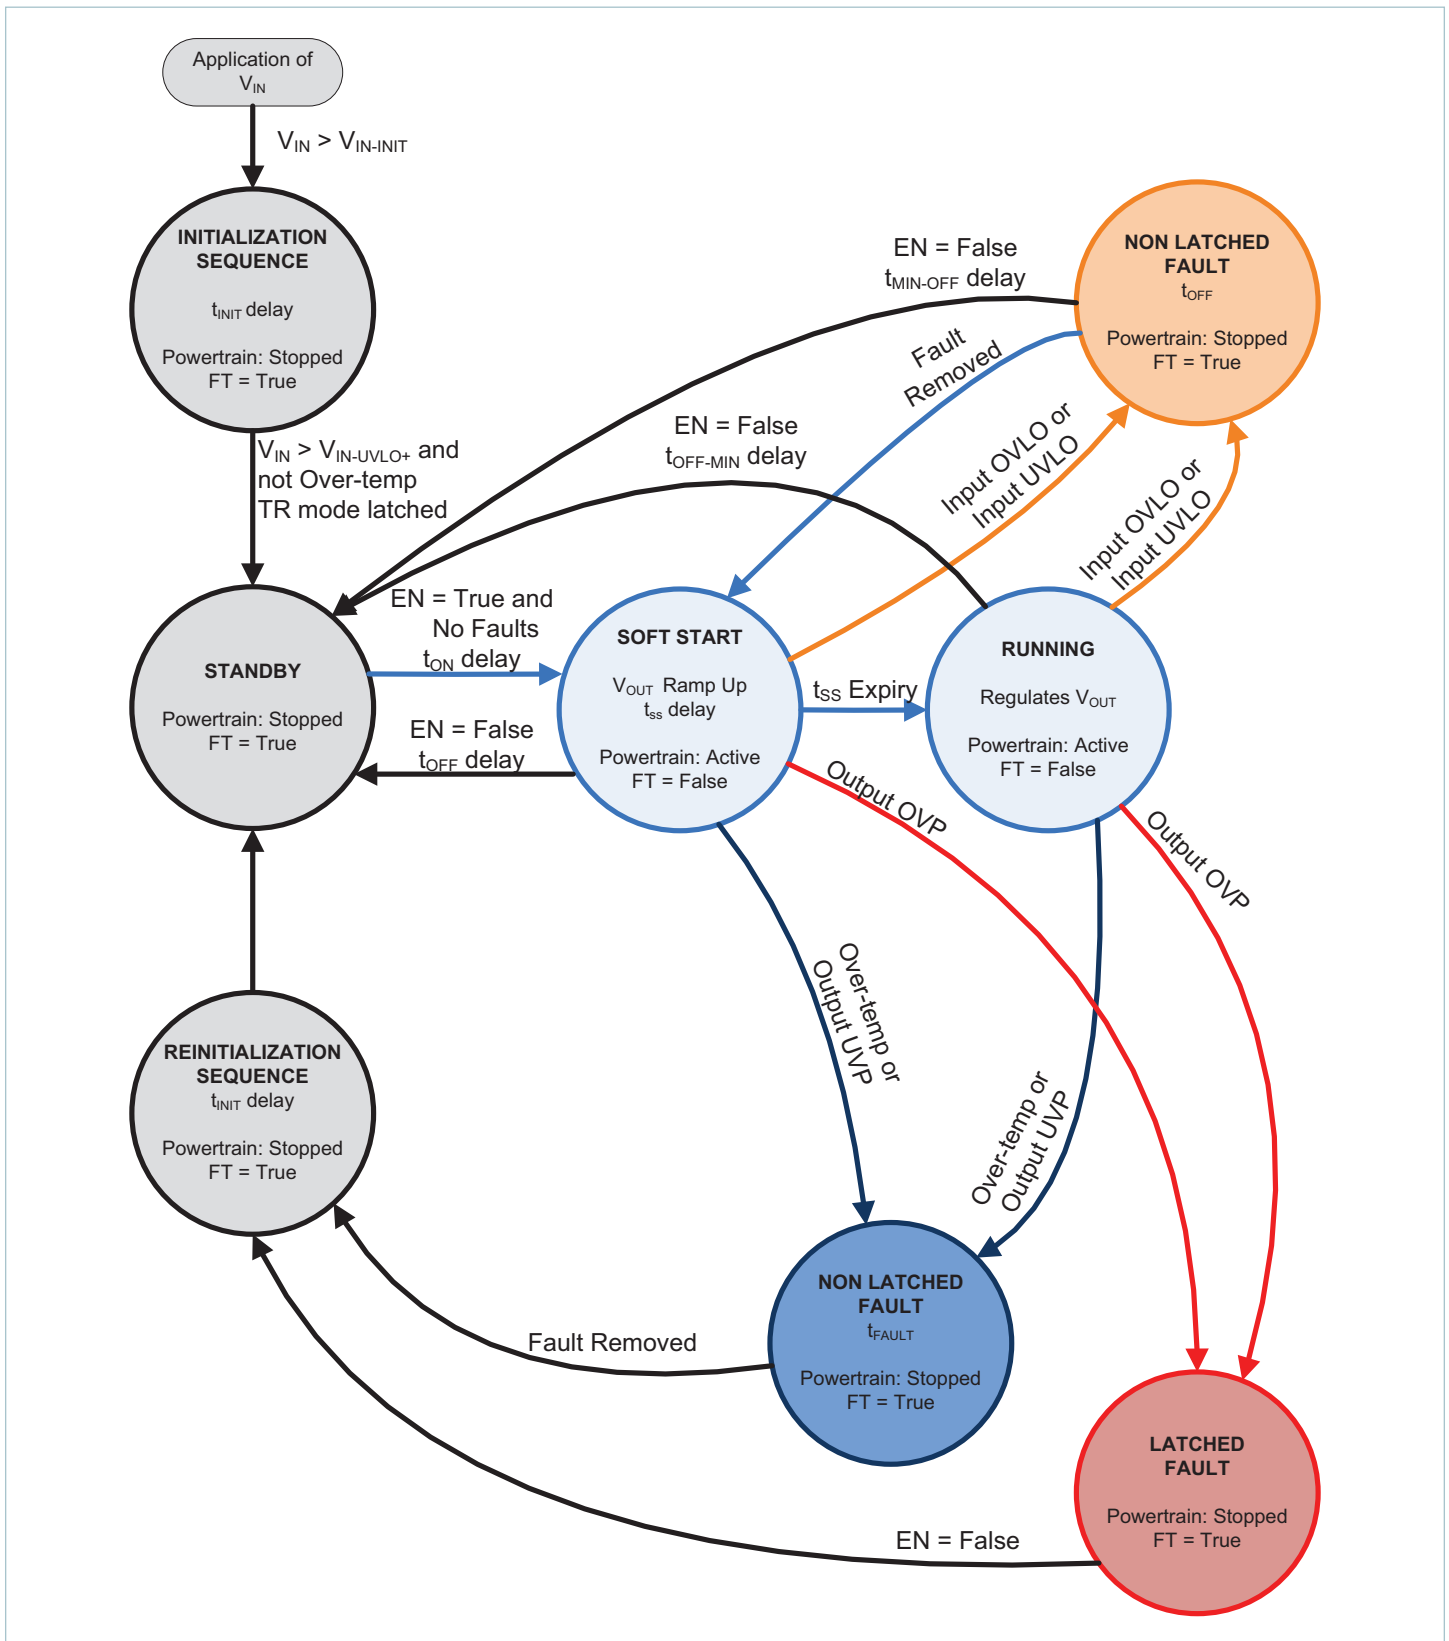 Application of
VIN
VIN > VIN-INIT
INITIALIZATION
SEQUENCE
tINIT delay
Powertrain: Stopped
FT = True
VIN > VIN-UVLO+ and
not Over-temp
TR mode latched
EN = False
tMIN-OFF delay
NON LATCHED
FAULT
tOFF
Powertrain: Stopped
FT = True
Fault
Removed
EN = False
tOFF-MIN delay
Input OVLO or
Input UVLO
Input OVLO or
Input UVLO
STANDBY
Powertrain: Stopped
FT = True
EN = True and
No Faults
tON delay
EN = False
tOFF delay
SOFT START
VOUT Ramp Up
tss delay
Powertrain: Active
FT = False
tSS Expiry
RUNNING
Regulates VOUT
Powertrain: Active
FT = False
Output OVP
Output OVP
Over-temp or
Output UVP
Over-temp or
Output UVP
REINITIALIZATION
SEQUENCE
tINIT delay
Powertrain: Stopped
FT = True
Fault Removed
NON LATCHED
FAULT
tFAULT
Powertrain: Stopped
FT = True
EN = False
LATCHED
FAULT
Powertrain: Stopped
FT = True